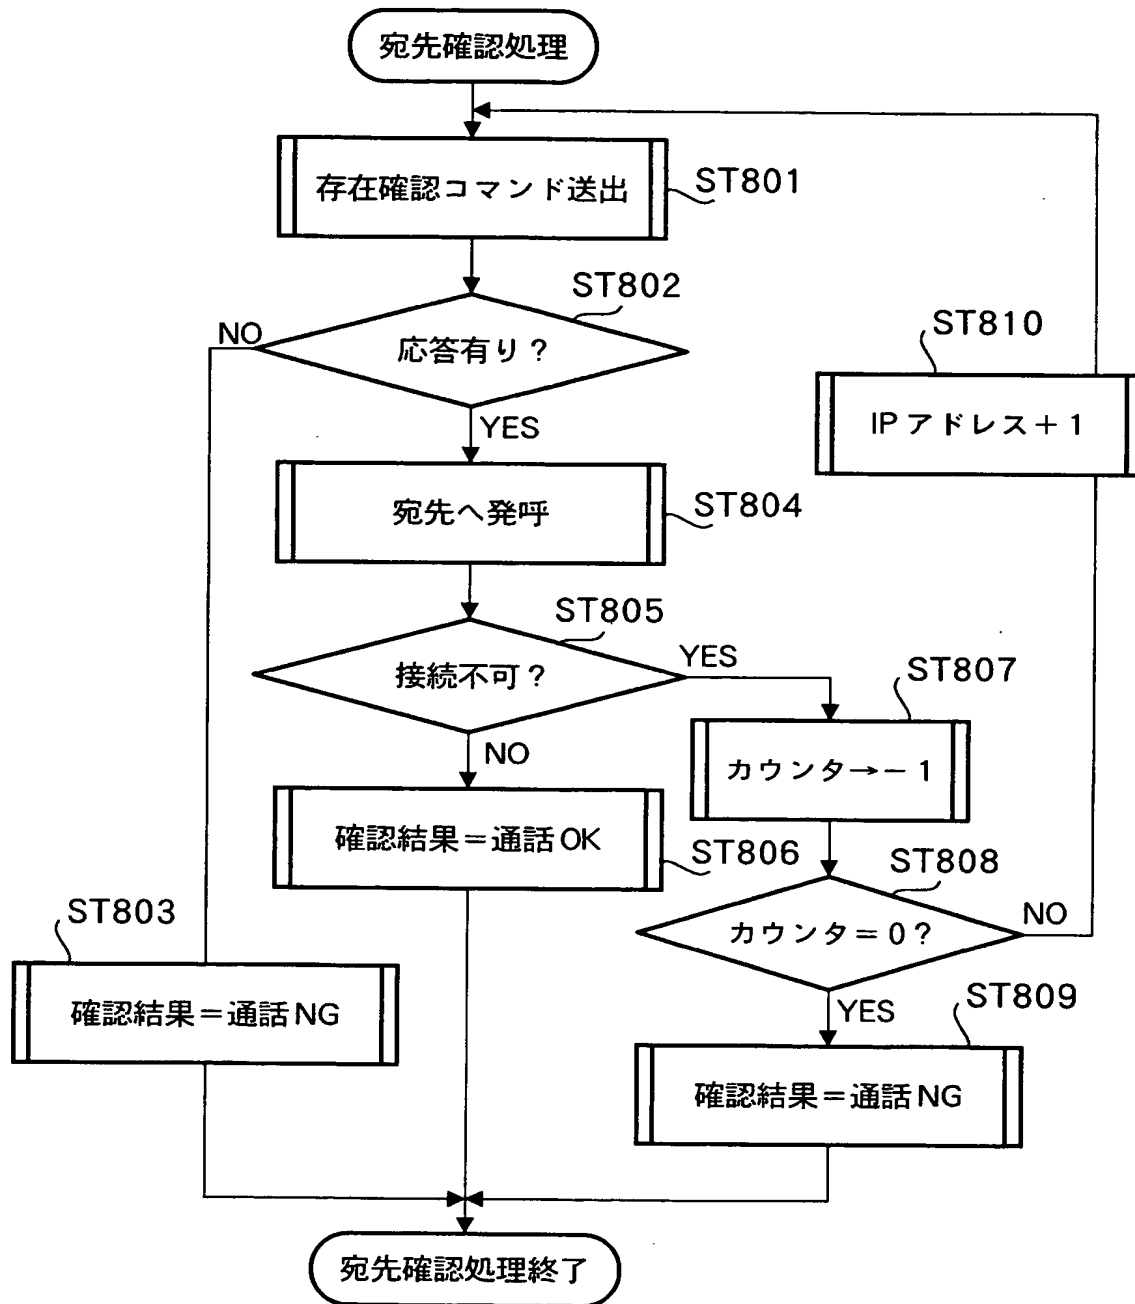 宛先確認処理
存在確認コマンド送出
ST801
ST802
応答有り？
NO
YES
ST810
IPアドレス＋1
宛先へ発呼
ST804
ST805
接続不可？
YES
NO
ST807
カウンタ→－1
確認結果＝通話OK
ST806
ST808
カウンタ＝0？
NO
YES
ST803
確認結果＝通話NG
ST809
確認結果＝通話NG
宛先確認処理終了